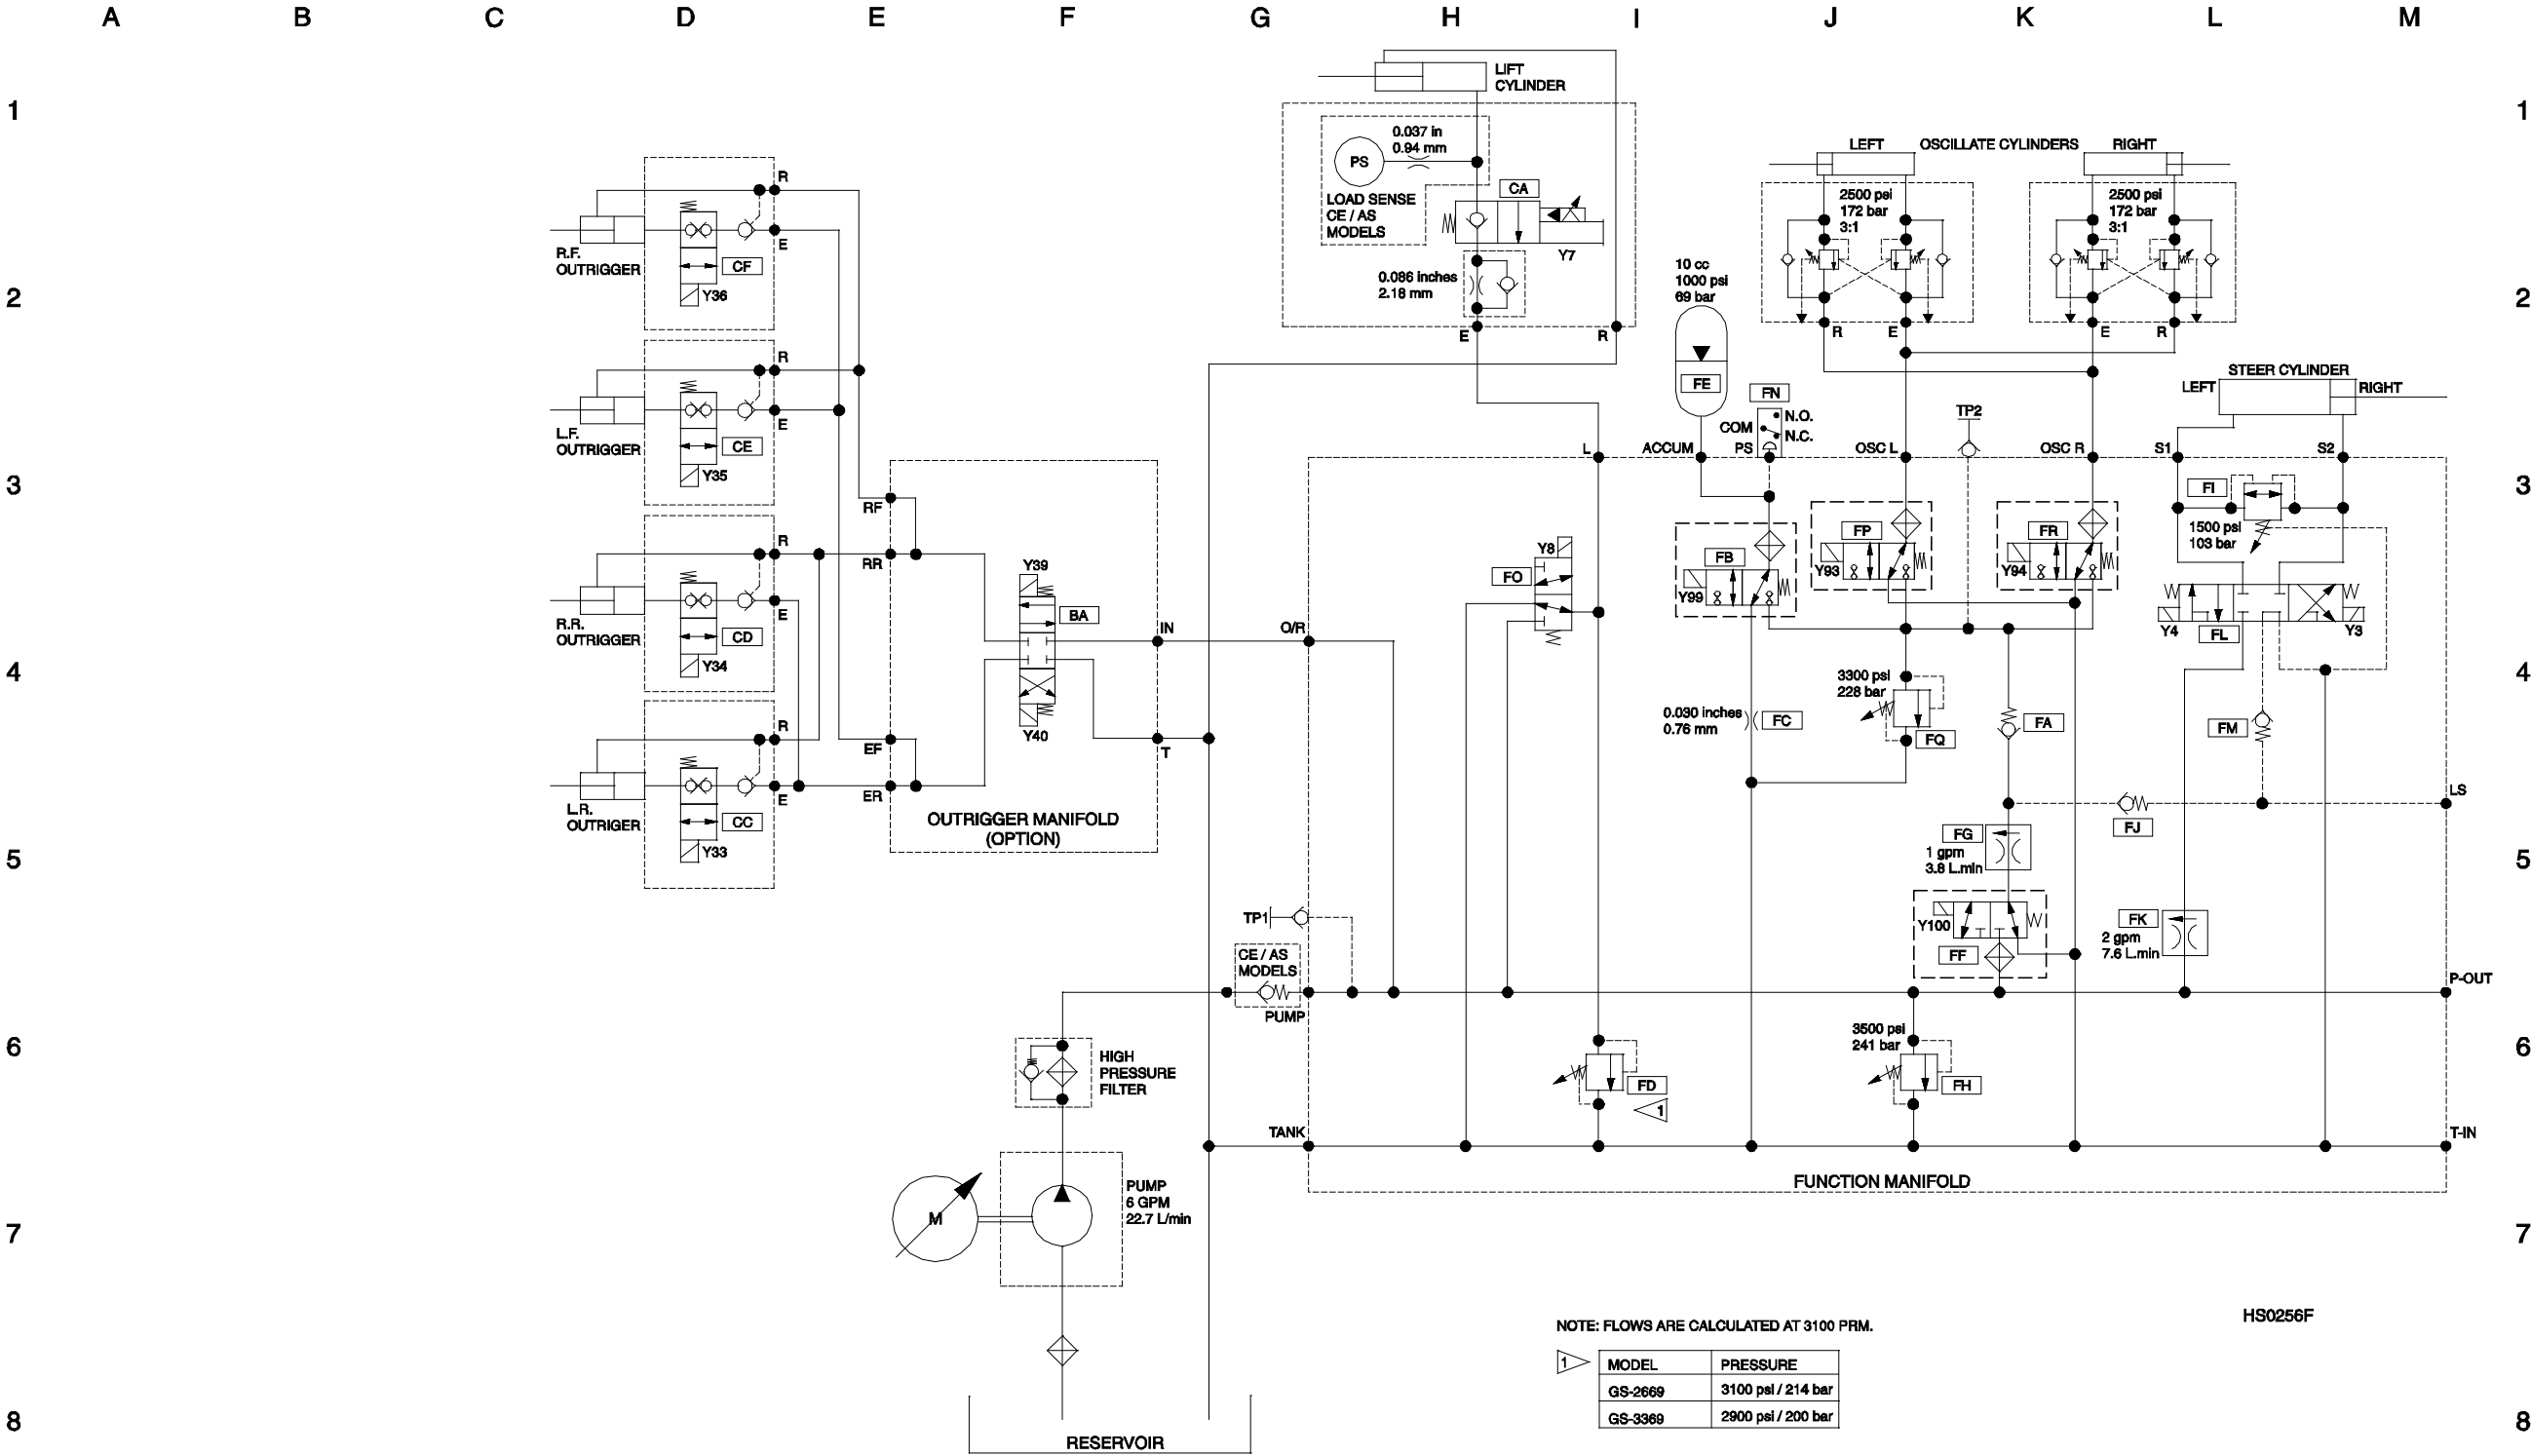 A B C D E F G H I J K L M
1
1
2
2
3
3
4
4
5
5
6
6
7
7
8
8
LIFT
CYLINDER
0.037 in
0.94 mm
PS
LOAD SENSE
CE / AS
MODELS
CA
Y7
0.086 inches
2.18 mm
E
R
LEFT
OSCILLATE CYLINDERS
RIGHT
2500 psi
172 bar
3:1
R
E
2500 psi
172 bar
3:1
E
R
R
E
R.F.
OUTRIGGER
CF
Y36
R
E
L.F.
OUTRIGGER
CE
Y35
R
E
R.R.
OUTRIGGER
CD
Y34
R
E
L.R.
OUTRIGER
CC
Y33
RF
RR
EF
ER
Y39
BA
Y40
IN
T
OUTRIGGER MANIFOLD
(OPTION)
10 cc
1000 psi
69 bar
FE
FN
N.O.
COM
N.C.
STEER CYLINDER
LEFT
RIGHT
TP2
L
ACCUM
PS
OSC L
OSC R
S1
S2
FI
1500 psi
103 bar
Y8
FO
FB
Y99
FP
Y93
FR
Y94
Y4
FL
Y3
O/R
3300 psi
228 bar
FQ
0.030 inches
0.76 mm
FC
FA
FM
LS
FJ
FG
1 gpm
3.8 L.min
Y100
FF
FK
2 gpm
7.6 L.min
TP1
CE / AS
MODELS
PUMP
P-OUT
HIGH
PRESSURE
FILTER
FD
1
3500 psi
241 bar
FH
TANK
T-IN
FUNCTION MANIFOLD
M
PUMP
6 GPM
22.7 L/min
RESERVOIR
HS0256F
NOTE: FLOWS ARE CALCULATED AT 3100 PRM.
1
MODEL PRESSURE
GS-2669 3100 psi / 214 bar
GS-3369 2900 psi / 200 bar